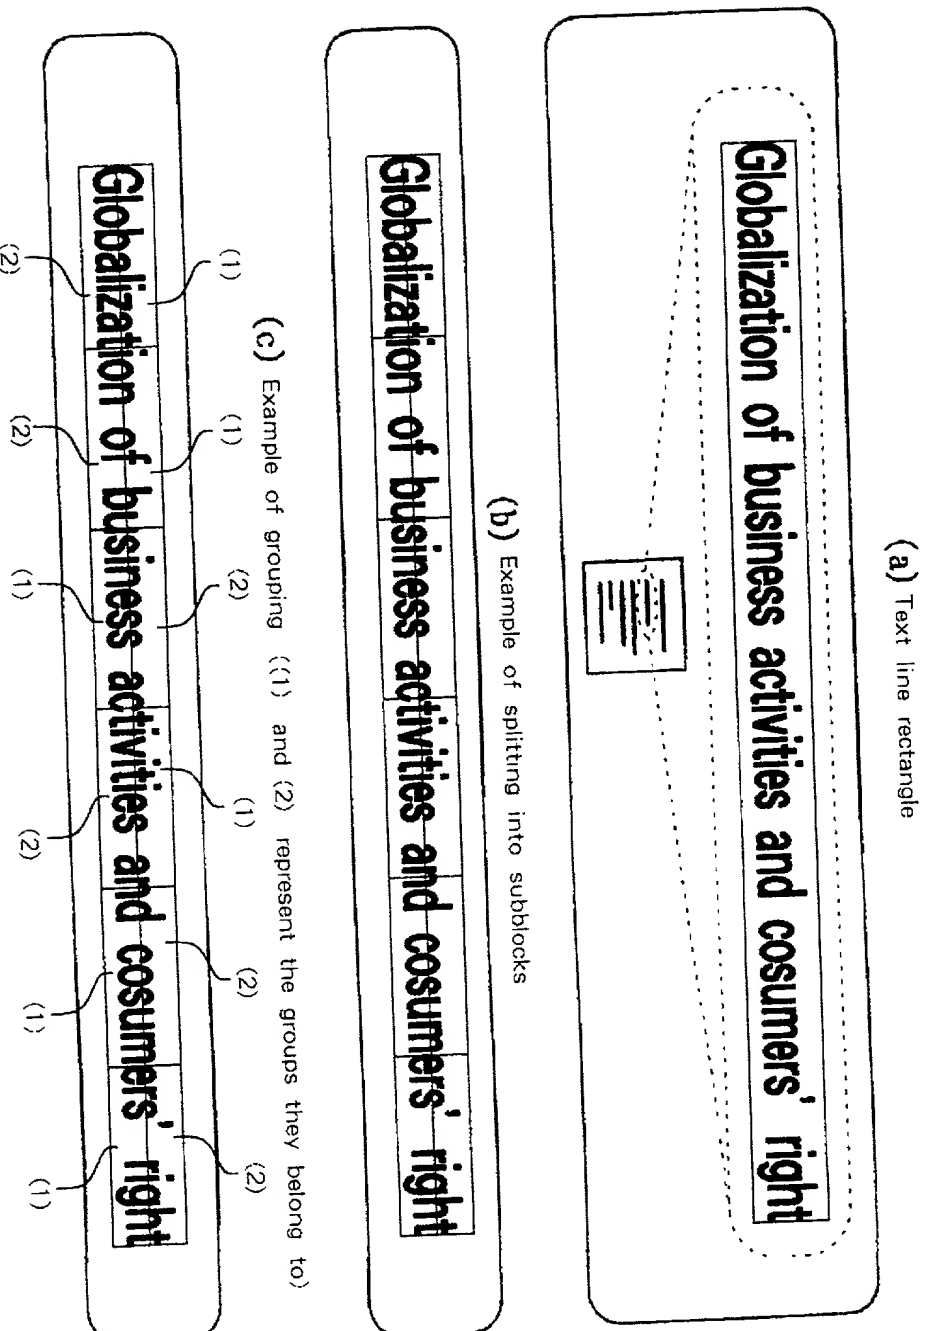 (a) Text line rectangle
Globalization of business activities and cosumers' right
(b) Example of splitting into subblocks
Globalization of business activities and cosumers' right
(c) Example of grouping ((1) and (2) represent the groups they belong to)
(1) (1) (2) (1) (2) (2)
Globalization of business activities and cosumers' right
(2) (2) (1) (2) (1) (1)